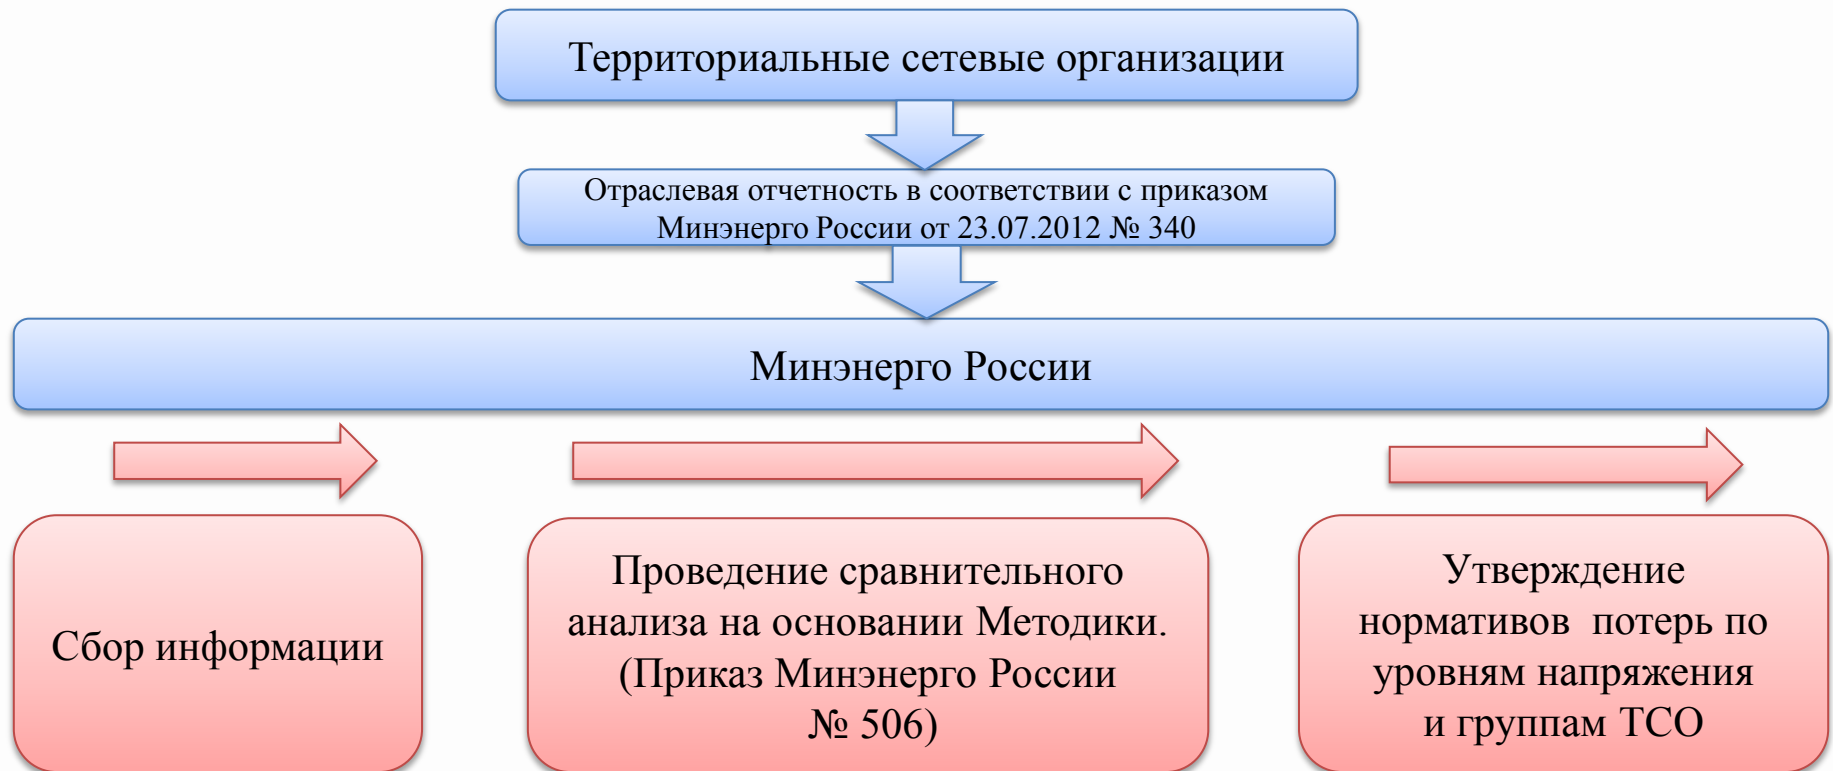 Территориальные сетевые организации
Отраслевая отчетность в соответствии с приказом
Минэнерго России от 23.07.2012 № 340
Минэнерго России
Сбор информации
Проведение сравнительного
анализа на основании Методики.
(Приказ Минэнерго России
№ 506)
Утверждение
нормативов потерь по
уровням напряжения
и группам ТСО